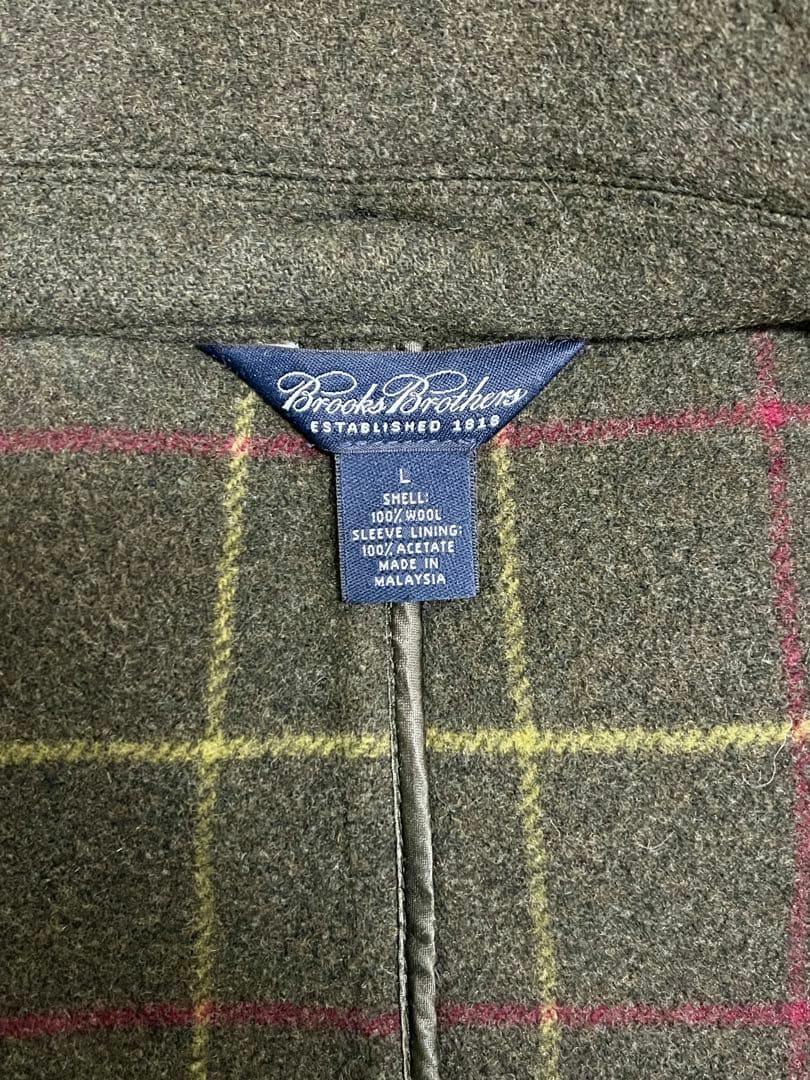 Brooks Brothers
ESTABLISHED 1818
L
SHELL:
100% WOOL
SLEEVE LINING:
100% ACETATE
MADE IN
MALAYSIA